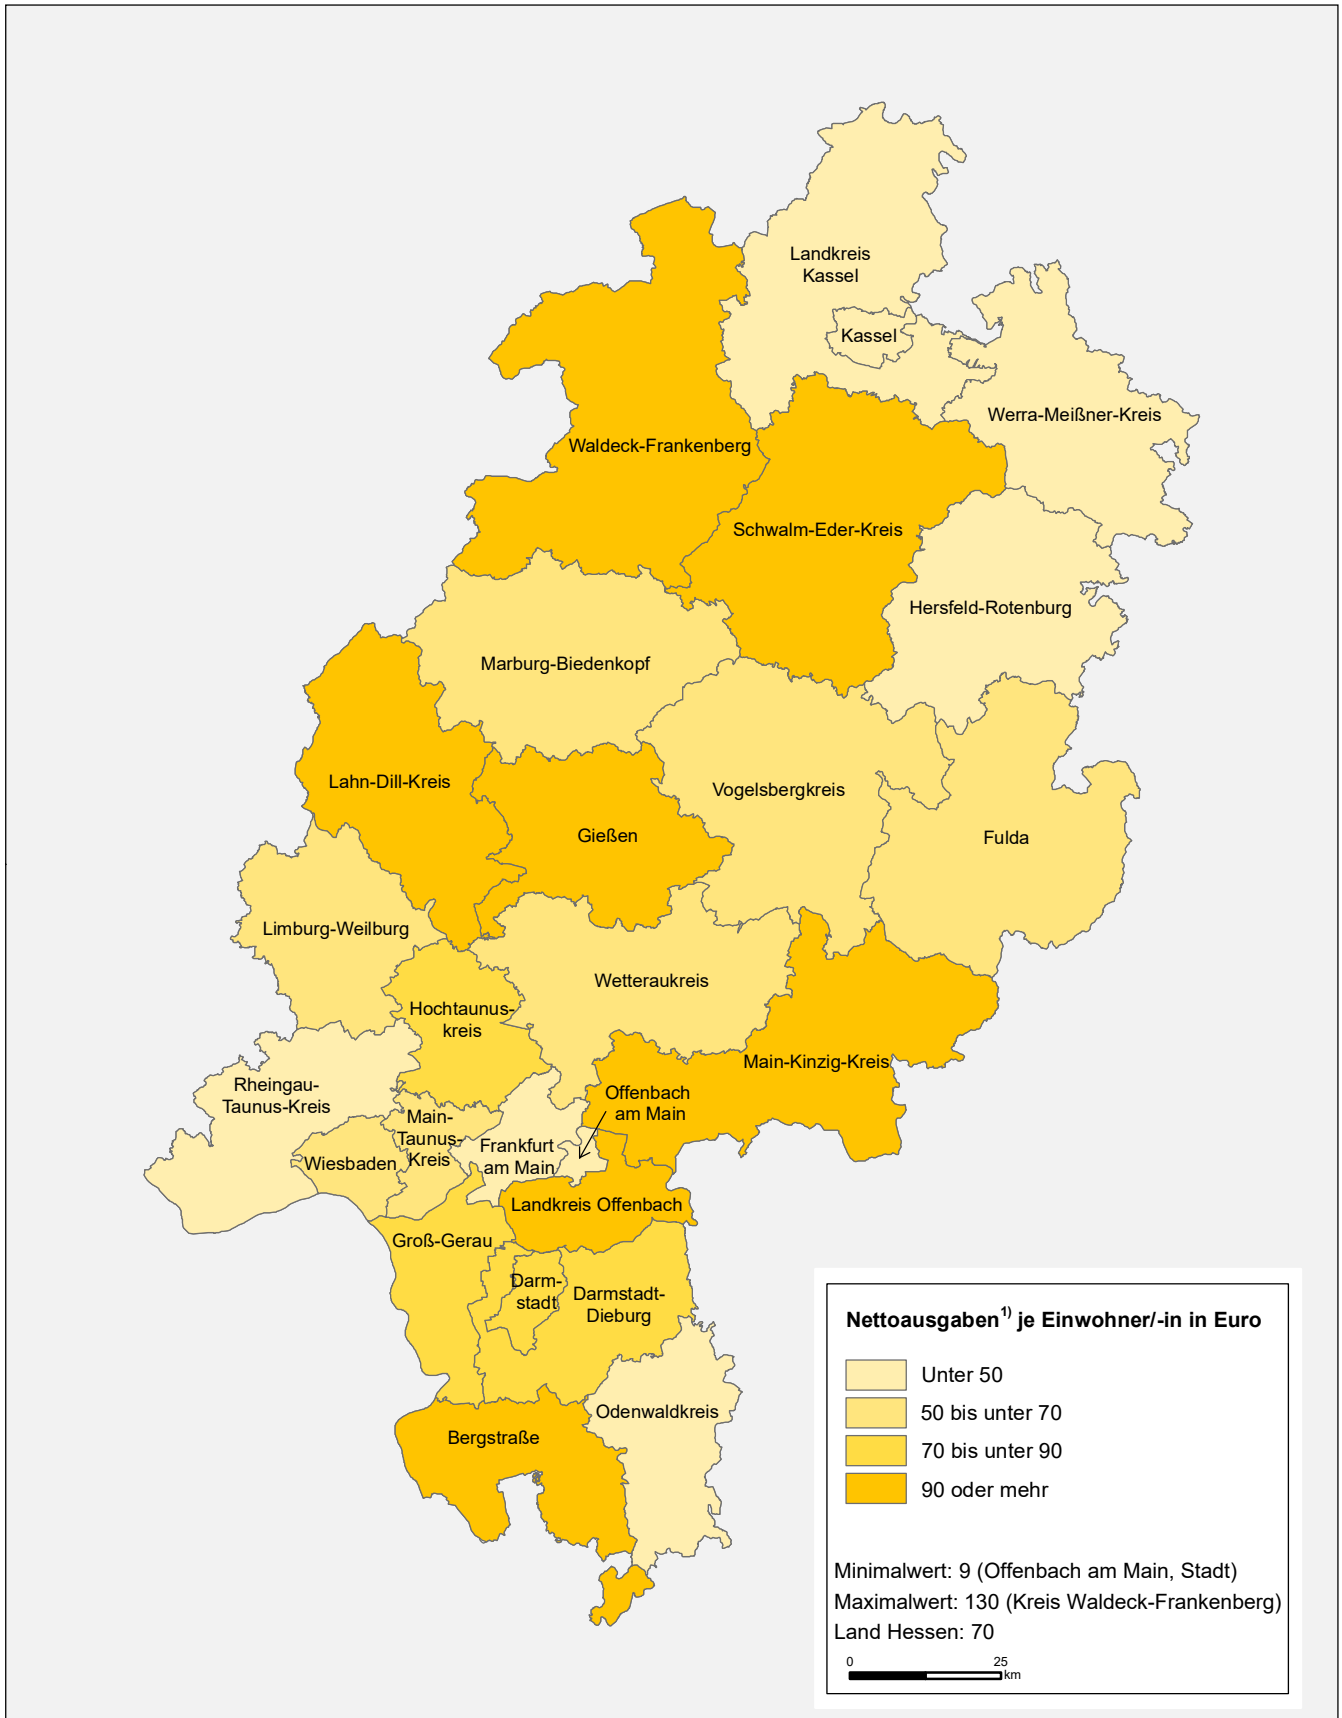 Landkreis
Kassel
Kassel
Werra-Meißner-Kreis
Waldeck-Frankenberg
Schwalm-Eder-Kreis
Hersfeld-Rotenburg
Marburg-Biedenkopf
Lahn-Dill-Kreis
Vogelsbergkreis
Gießen
Fulda
Limburg-Weilburg
Wetteraukreis
Hochtaunus-
kreis
Main-Kinzig-Kreis
Rheingau-
Taunus-Kreis
Offenbach
am Main
Main-
Taunus-
Kreis
Frankfurt
am Main
Wiesbaden
Landkreis Offenbach
Groß-Gerau
Darm-
stadt
Darmstadt-
Dieburg
Odenwaldkreis
Bergstraße
Nettoausgaben1) je Einwohner/-in in Euro
Unter 50
50 bis unter 70
70 bis unter 90
90 oder mehr
Minimalwert: 9 (Offenbach am Main, Stadt)
Maximalwert: 130 (Kreis Waldeck-Frankenberg)
Land Hessen: 70
0 25
km